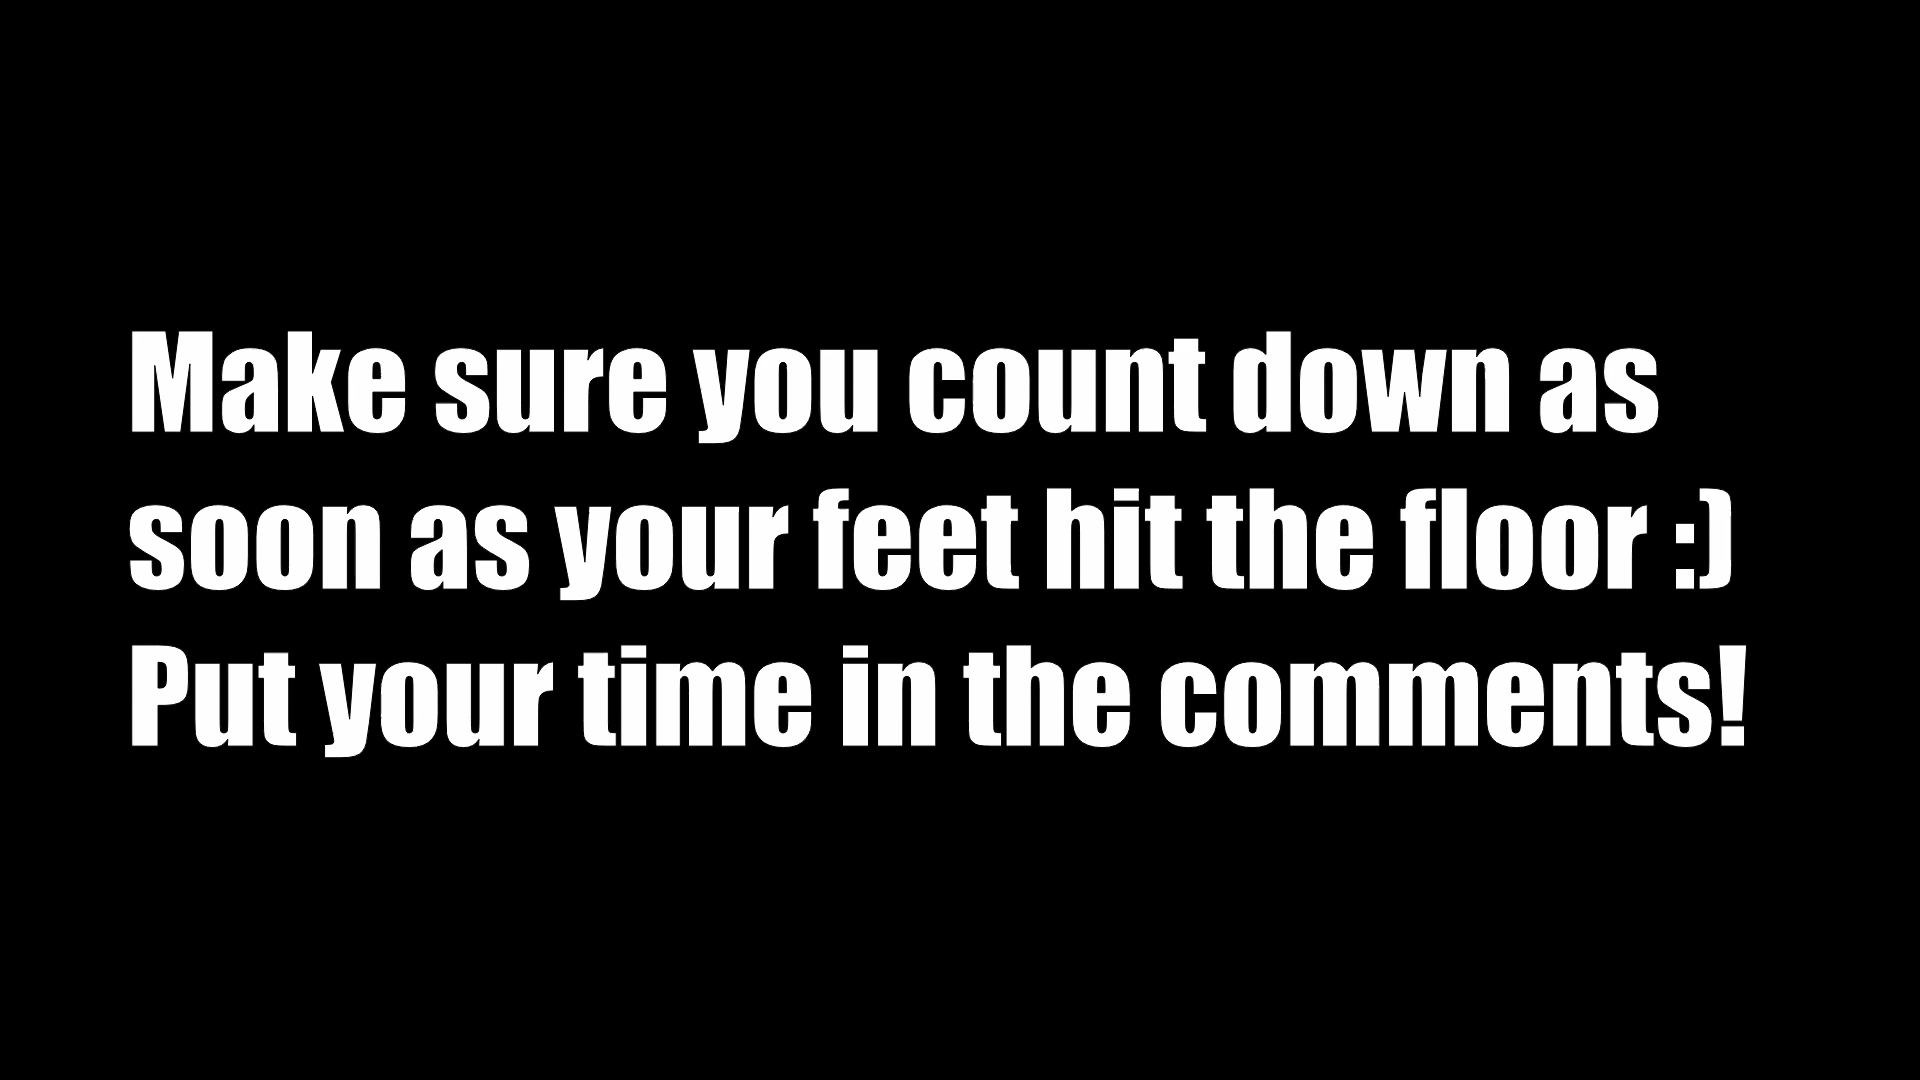 Make sure you count down as
soon as your feet hit the floor :)
Put your time in the comments!